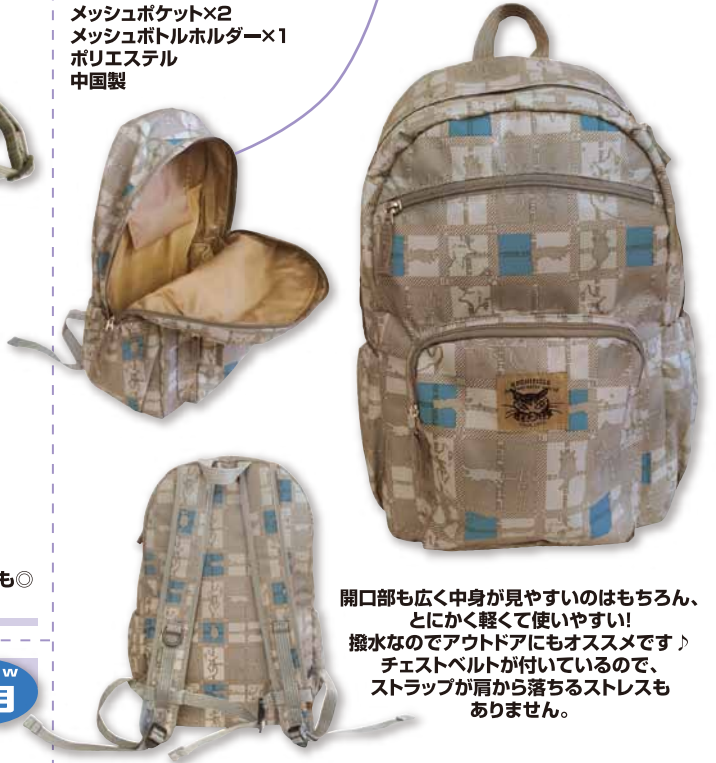 メッシュポケット×2
メッシュボトルホルダー×1
ポリエステル
中国製
も◎
開口部も広く中身が見やすいのはもちろん、
とにかく軽くて使いやすい!
撥水なのでアウトドアにもオススメです♪
チェストベルトが付いているので、
ストラップが肩から落ちるストレスも
ありません。
W
月